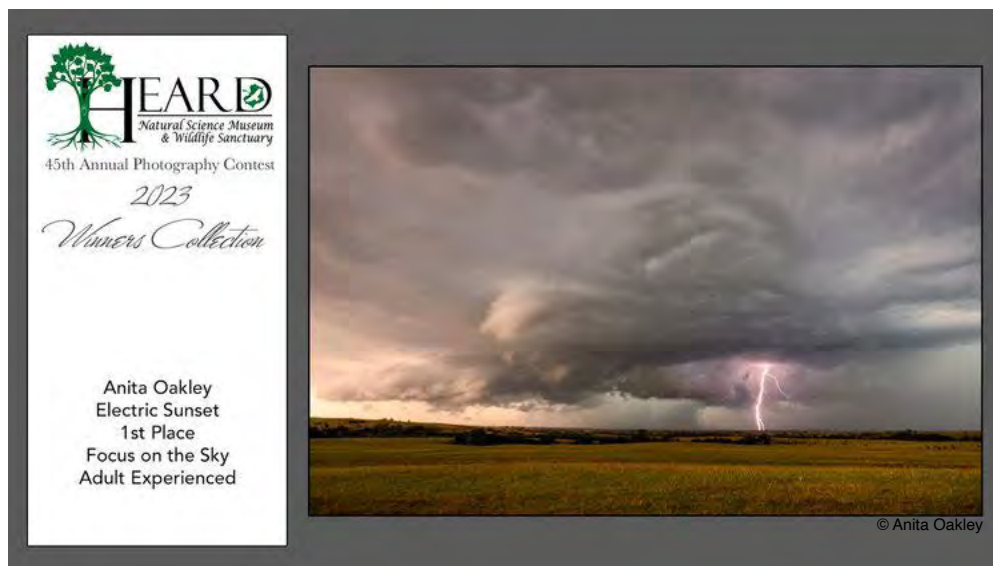 HEARD
Natural Science Museum
& Wildlife Sanctuary
45th Annual Photography Contest
2023
Winners Collection
Anita Oakley
Electric Sunset
1st Place
Focus on the Sky
Adult Experienced
© Anita Oakley